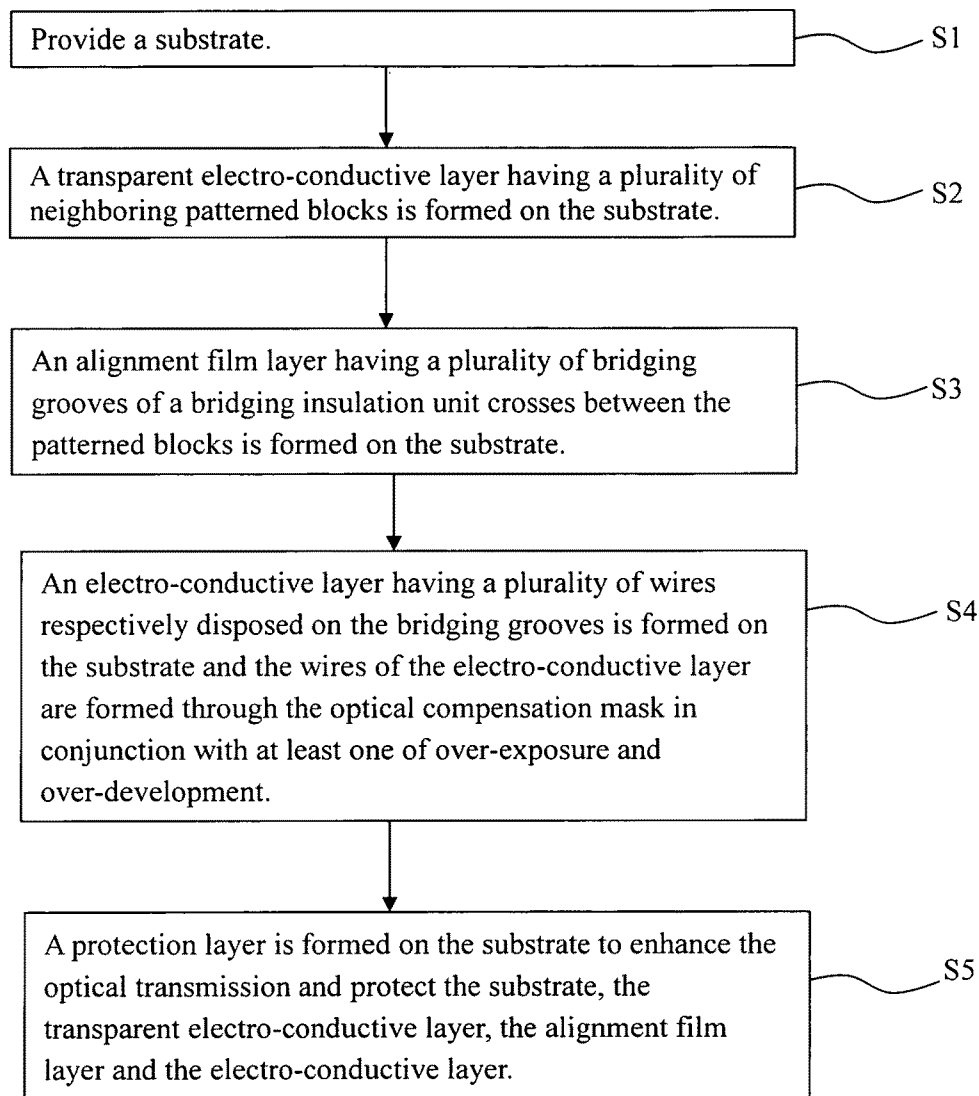 Provide a substrate.
S1
A transparent electro-conductive layer having a plurality of
neighboring patterned blocks is formed on the substrate.
S2
An alignment film layer having a plurality of bridging
grooves of a bridging insulation unit crosses between the
patterned blocks is formed on the substrate.
S3
An electro-conductive layer having a plurality of wires
respectively disposed on the bridging grooves is formed on
the substrate and the wires of the electro-conductive layer
are formed through the optical compensation mask in
conjunction with at least one of over-exposure and
over-development.
S4
A protection layer is formed on the substrate to enhance the
optical transmission and protect the substrate, the
transparent electro-conductive layer, the alignment film
layer and the electro-conductive layer.
S5